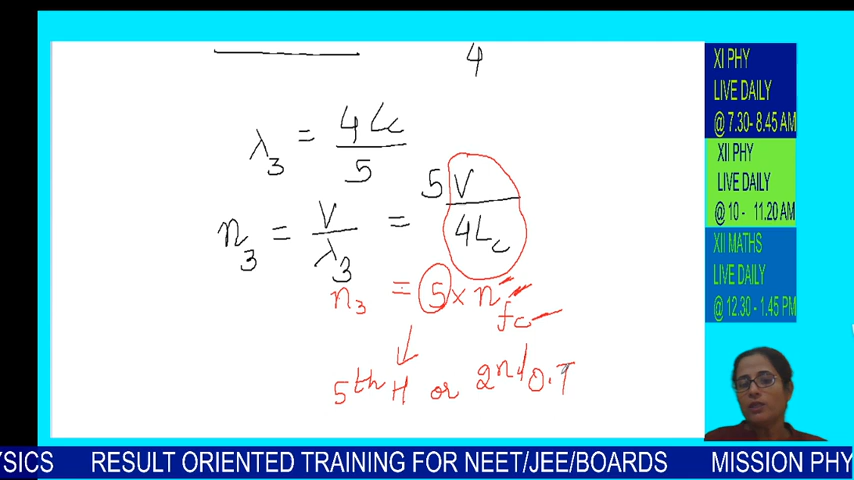 4
λ3 = 4Lc/5
n3 = V/λ3 = 5V/4Lc
n3 = 5 × nfc
5th H or 2nd O.T
XI PHY
LIVE DAILY
@ 7.30- 8.45 AM
XII PHY
LIVE DAILY
@ 10 - 11.20 AM
XII MATHS
LIVE DAILY
@ 12.30 - 1.45 PM
YSICS RESULT ORIENTED TRAINING FOR NEET/JEE/BOARDS MISSION PHY